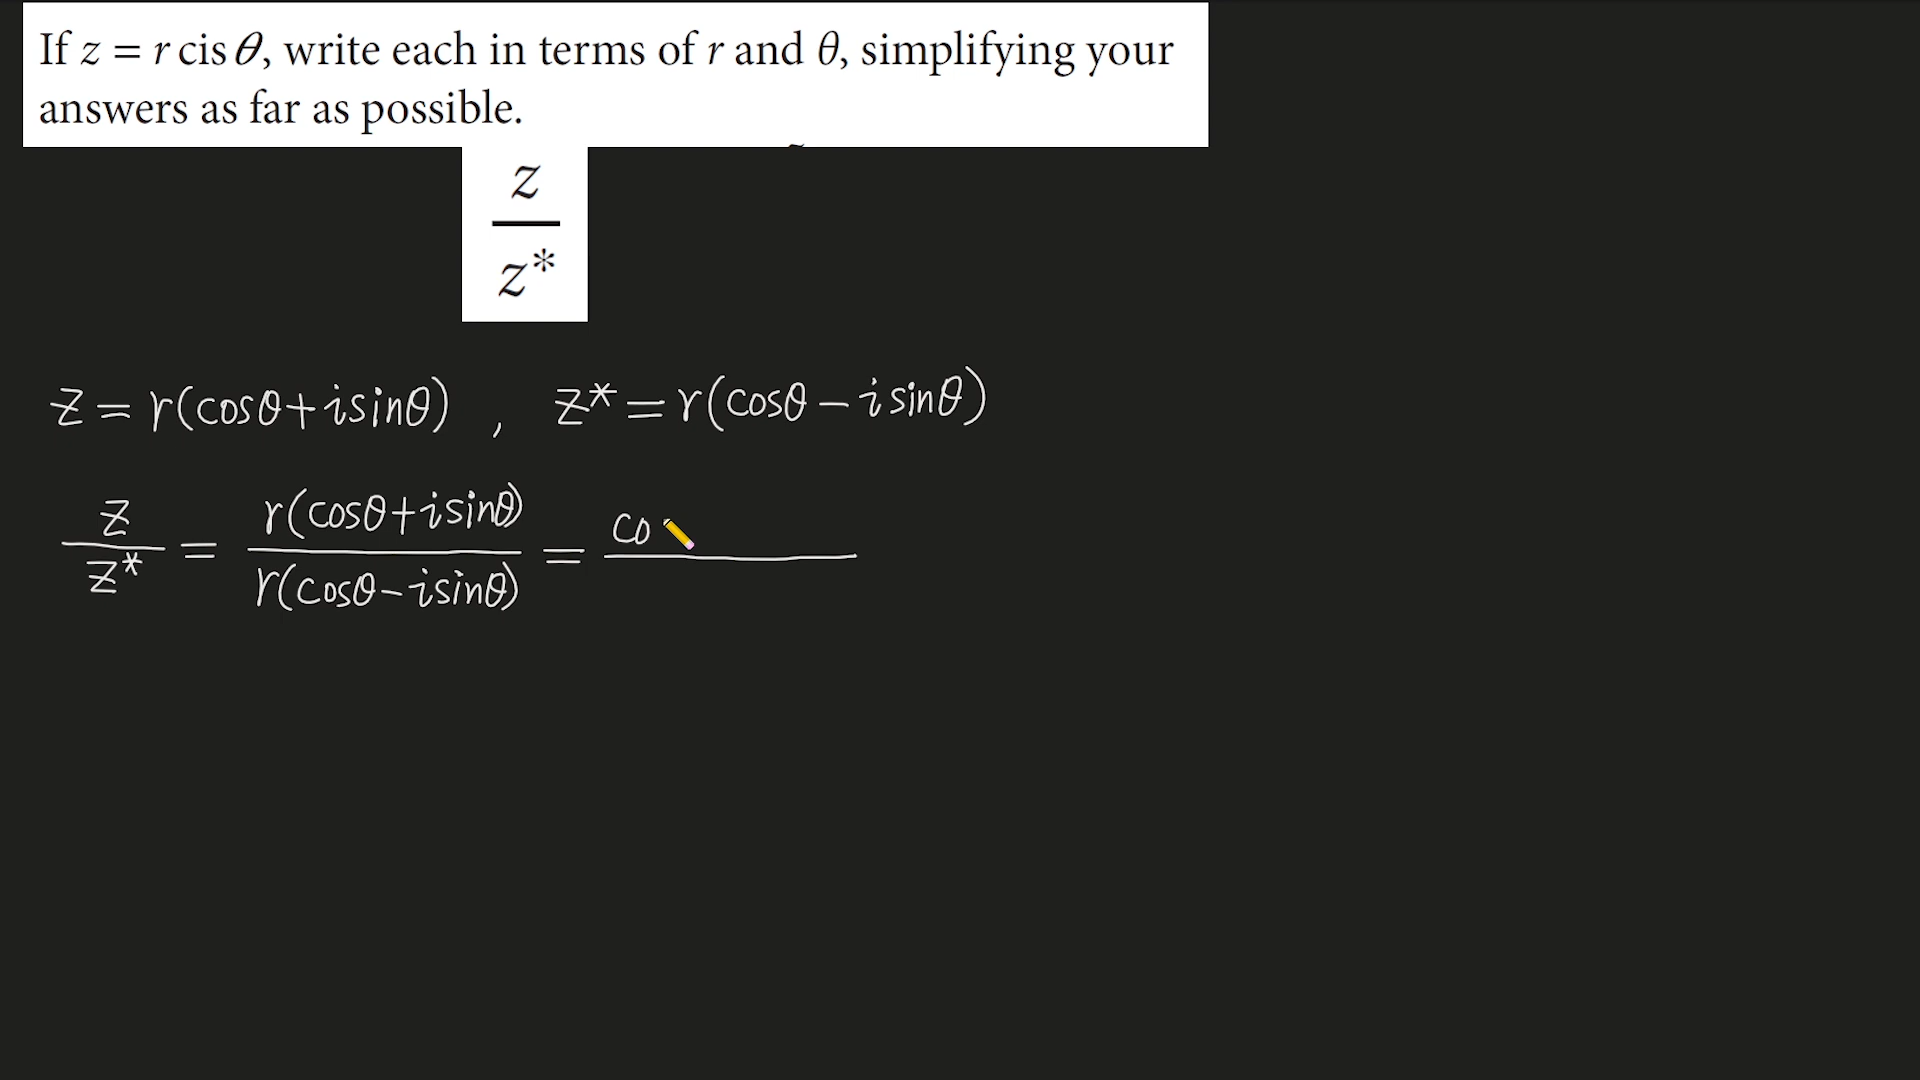 If z = r cis θ, write each in terms of r and θ, simplifying your
answers as far as possible.
z
z*
z = r(cosθ+isinθ) , z* = r(cosθ-isinθ)
z/z* = r(cosθ+isinθ)/r(cosθ-isinθ) = co